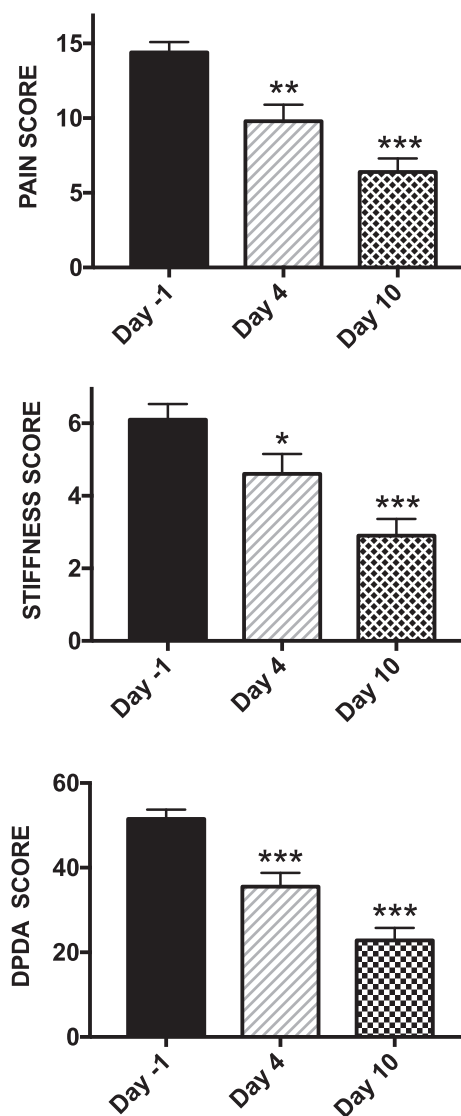 PAIN SCORE
15
10
5
0
**
***
Day -1
Day 4
Day 10
STIFFNESS SCORE
6
4
2
0
*
***
Day -1
Day 4
Day 10
DPDA SCORE
60
40
20
0
***
***
Day -1
Day 4
Day 10